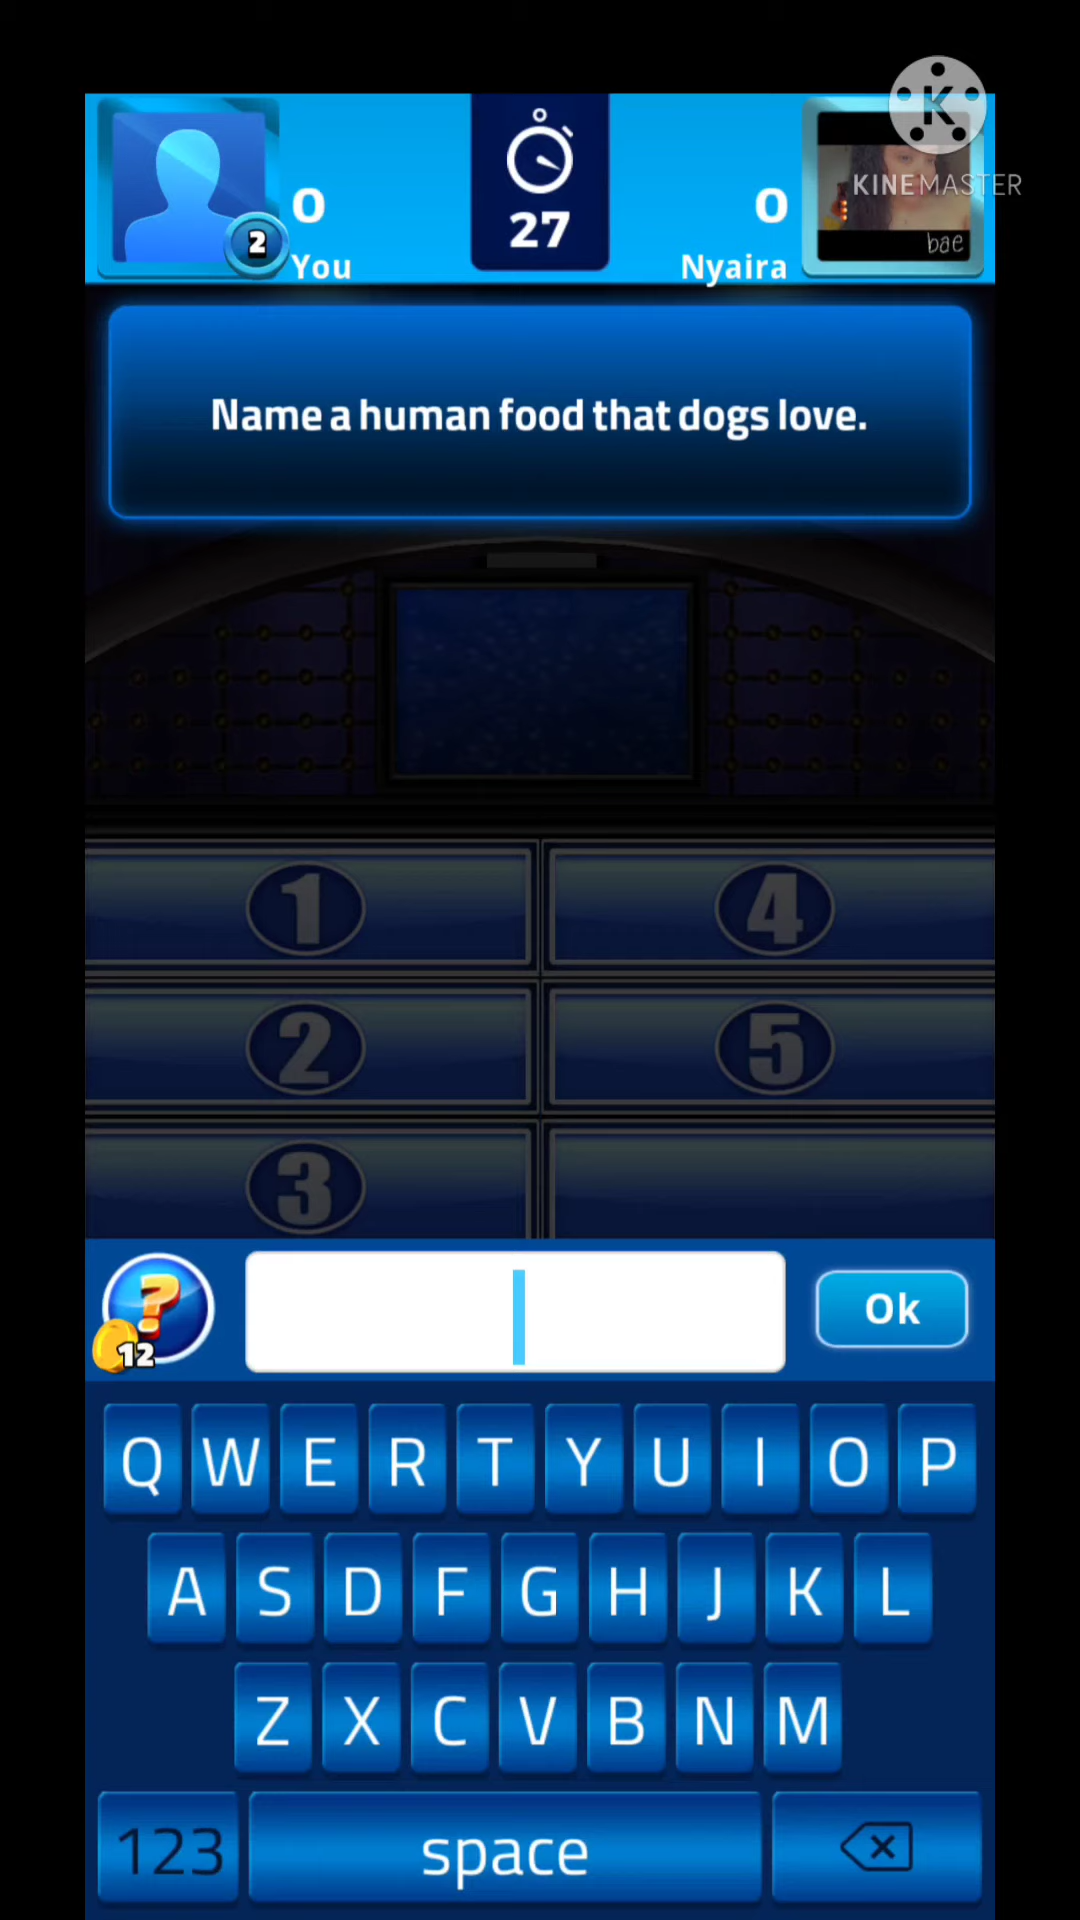 K
KINEMASTER
0
27
0
2
You
Nyaira
bae
Name a human food that dogs love.
1
4
2
5
3
?
12
Ok
Q W E R T Y U I O P
A S D F G H J K L
Z X C V B N M
123 space